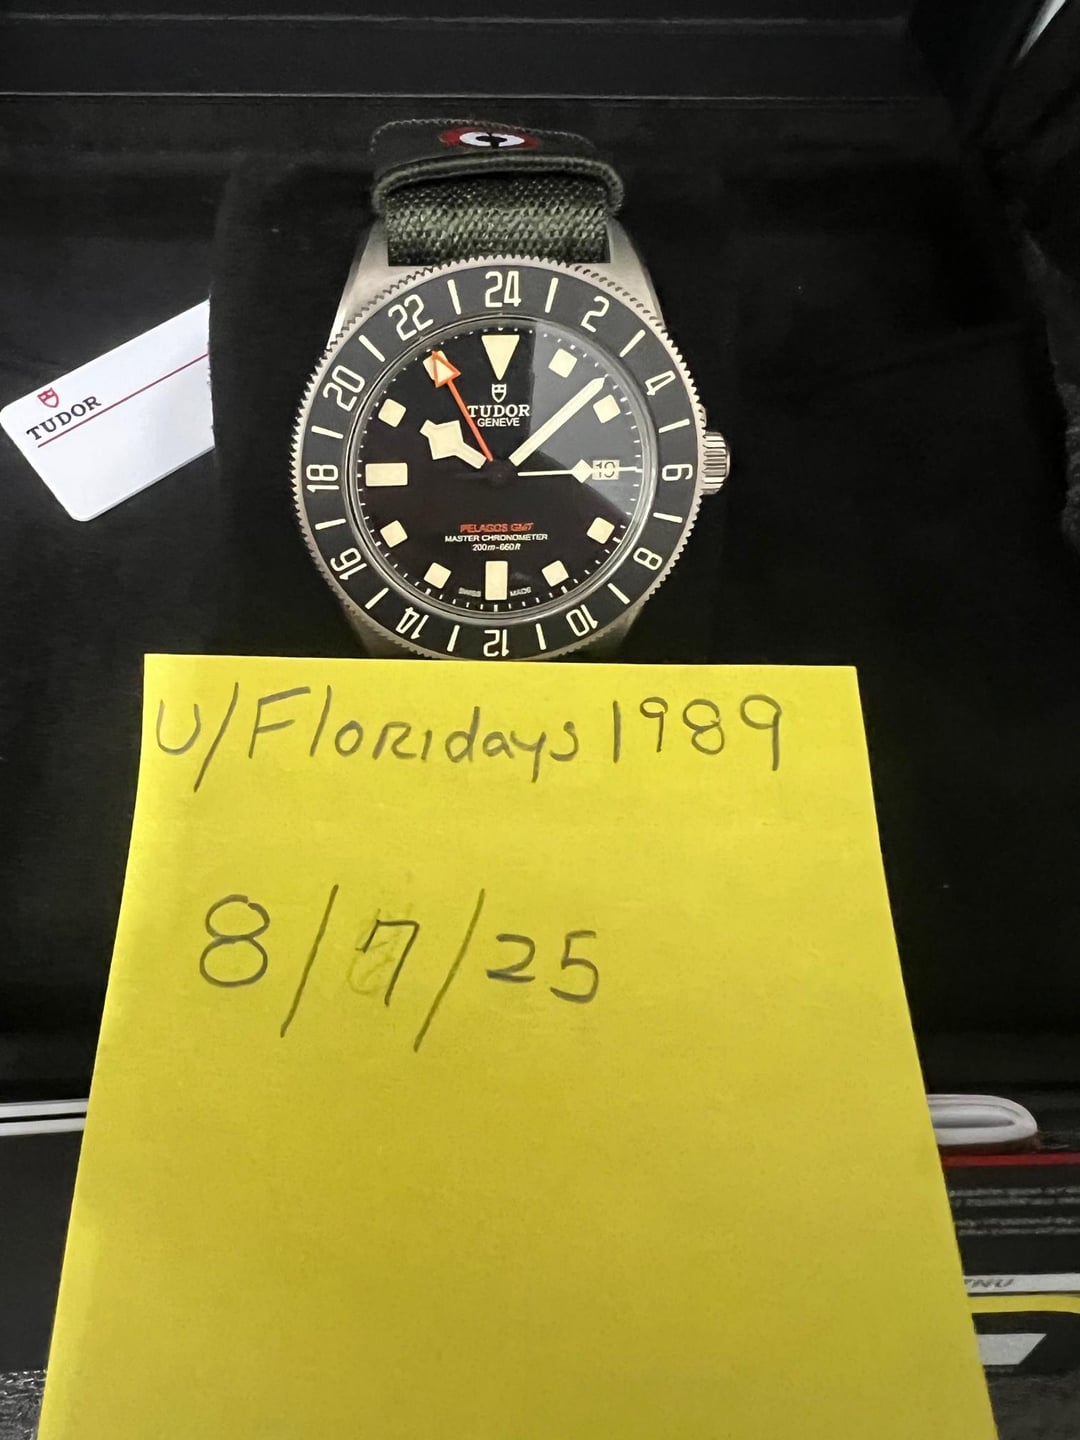 24
2
4
6
8
10
12
14
16
18
20
22
TUDOR
GENEVE
PELAGOS GMT
MASTER CHRONOMETER
200m-660ft
SWISS MADE
TUDOR
U/Floridays1989
8/7/25